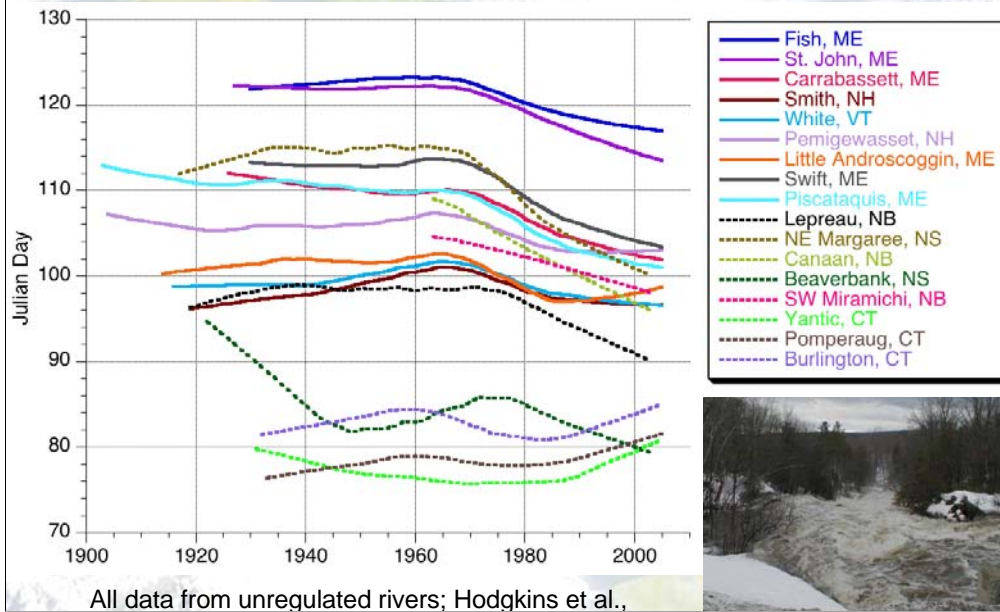 130
120
110
100
90
80
70
Julian Day
1900
1920
1940
1960
1980
2000
Fish, ME
St. John, ME
Carrabassett, ME
Smith, NH
White, VT
Pemigewasset, NH
Little Androscoggin, ME
Swift, ME
Piscataquis, ME
Lepreau, NB
NE Margaree, NS
Canaan, NB
Beaverbank, NS
SW Miramichi, NB
Yantic, CT
Pomperaug, CT
Burlington, CT
All data from unregulated rivers; Hodgkins et al.,